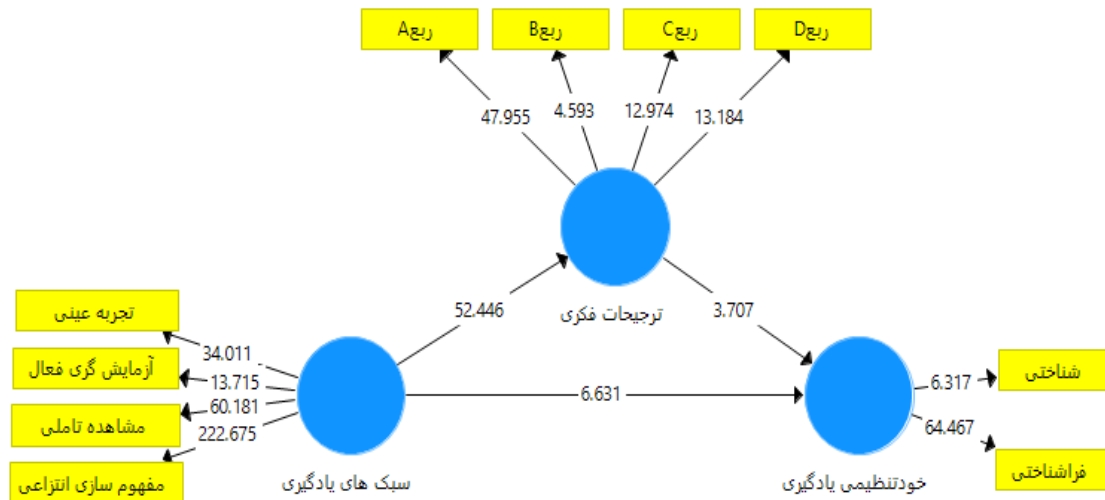 ربعA
ربعB
ربعC
ربعD
47.955
4.593
12.974
13.184
ترجیحات فکری
52.446
3.707
تجربه عینی
آزمایش گری فعال
مشاهده تاملی
مفهوم سازی انتزاعی
34.011
13.715
60.181
222.675
سبک های یادگیری
6.631
خودتنظیمی یادگیری
6.317
64.467
شناختی
فراشناختی